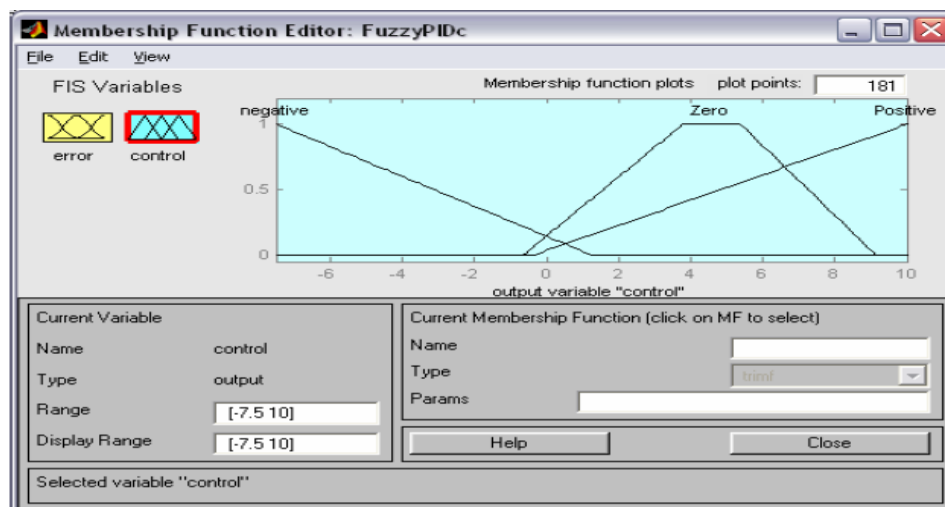 Membership Function Editor: FuzzyPIDc
File Edit View
FIS Variables
error
control
Membership function plots plot points: 181
negative Zero Positive
1
0.5
0
-6 -4 -2 0 2 4 6 8 10
output variable "control"
Current Variable
Name control
Type output
Range [-7.5 10]
Display Range [-7.5 10]
Current Membership Function (click on MF to select)
Name
Type trimf
Params
Help Close
Selected variable "control"